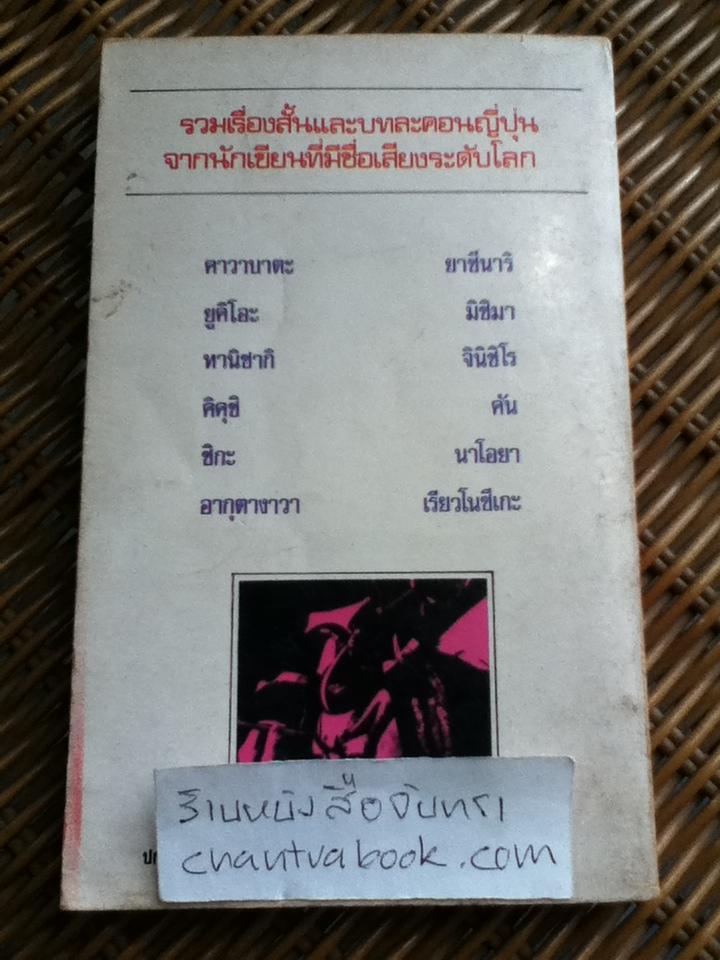 รวมเรื่องสั้นและบทละคอนญี่ปุ่น
จากนักเขียนที่มีชื่อเสียงระดับโลก
คาวาบาตะ ยาซึนาริ
ยูคิโอะ มิชิมา
ทานิซากิ จินิชิโร
คิคุชิ คัน
ชิกะ นาโอยา
อากุตางาวา เรียวโนซึเกะ
ร้านหนังสือจันทรา
chantrabook.com